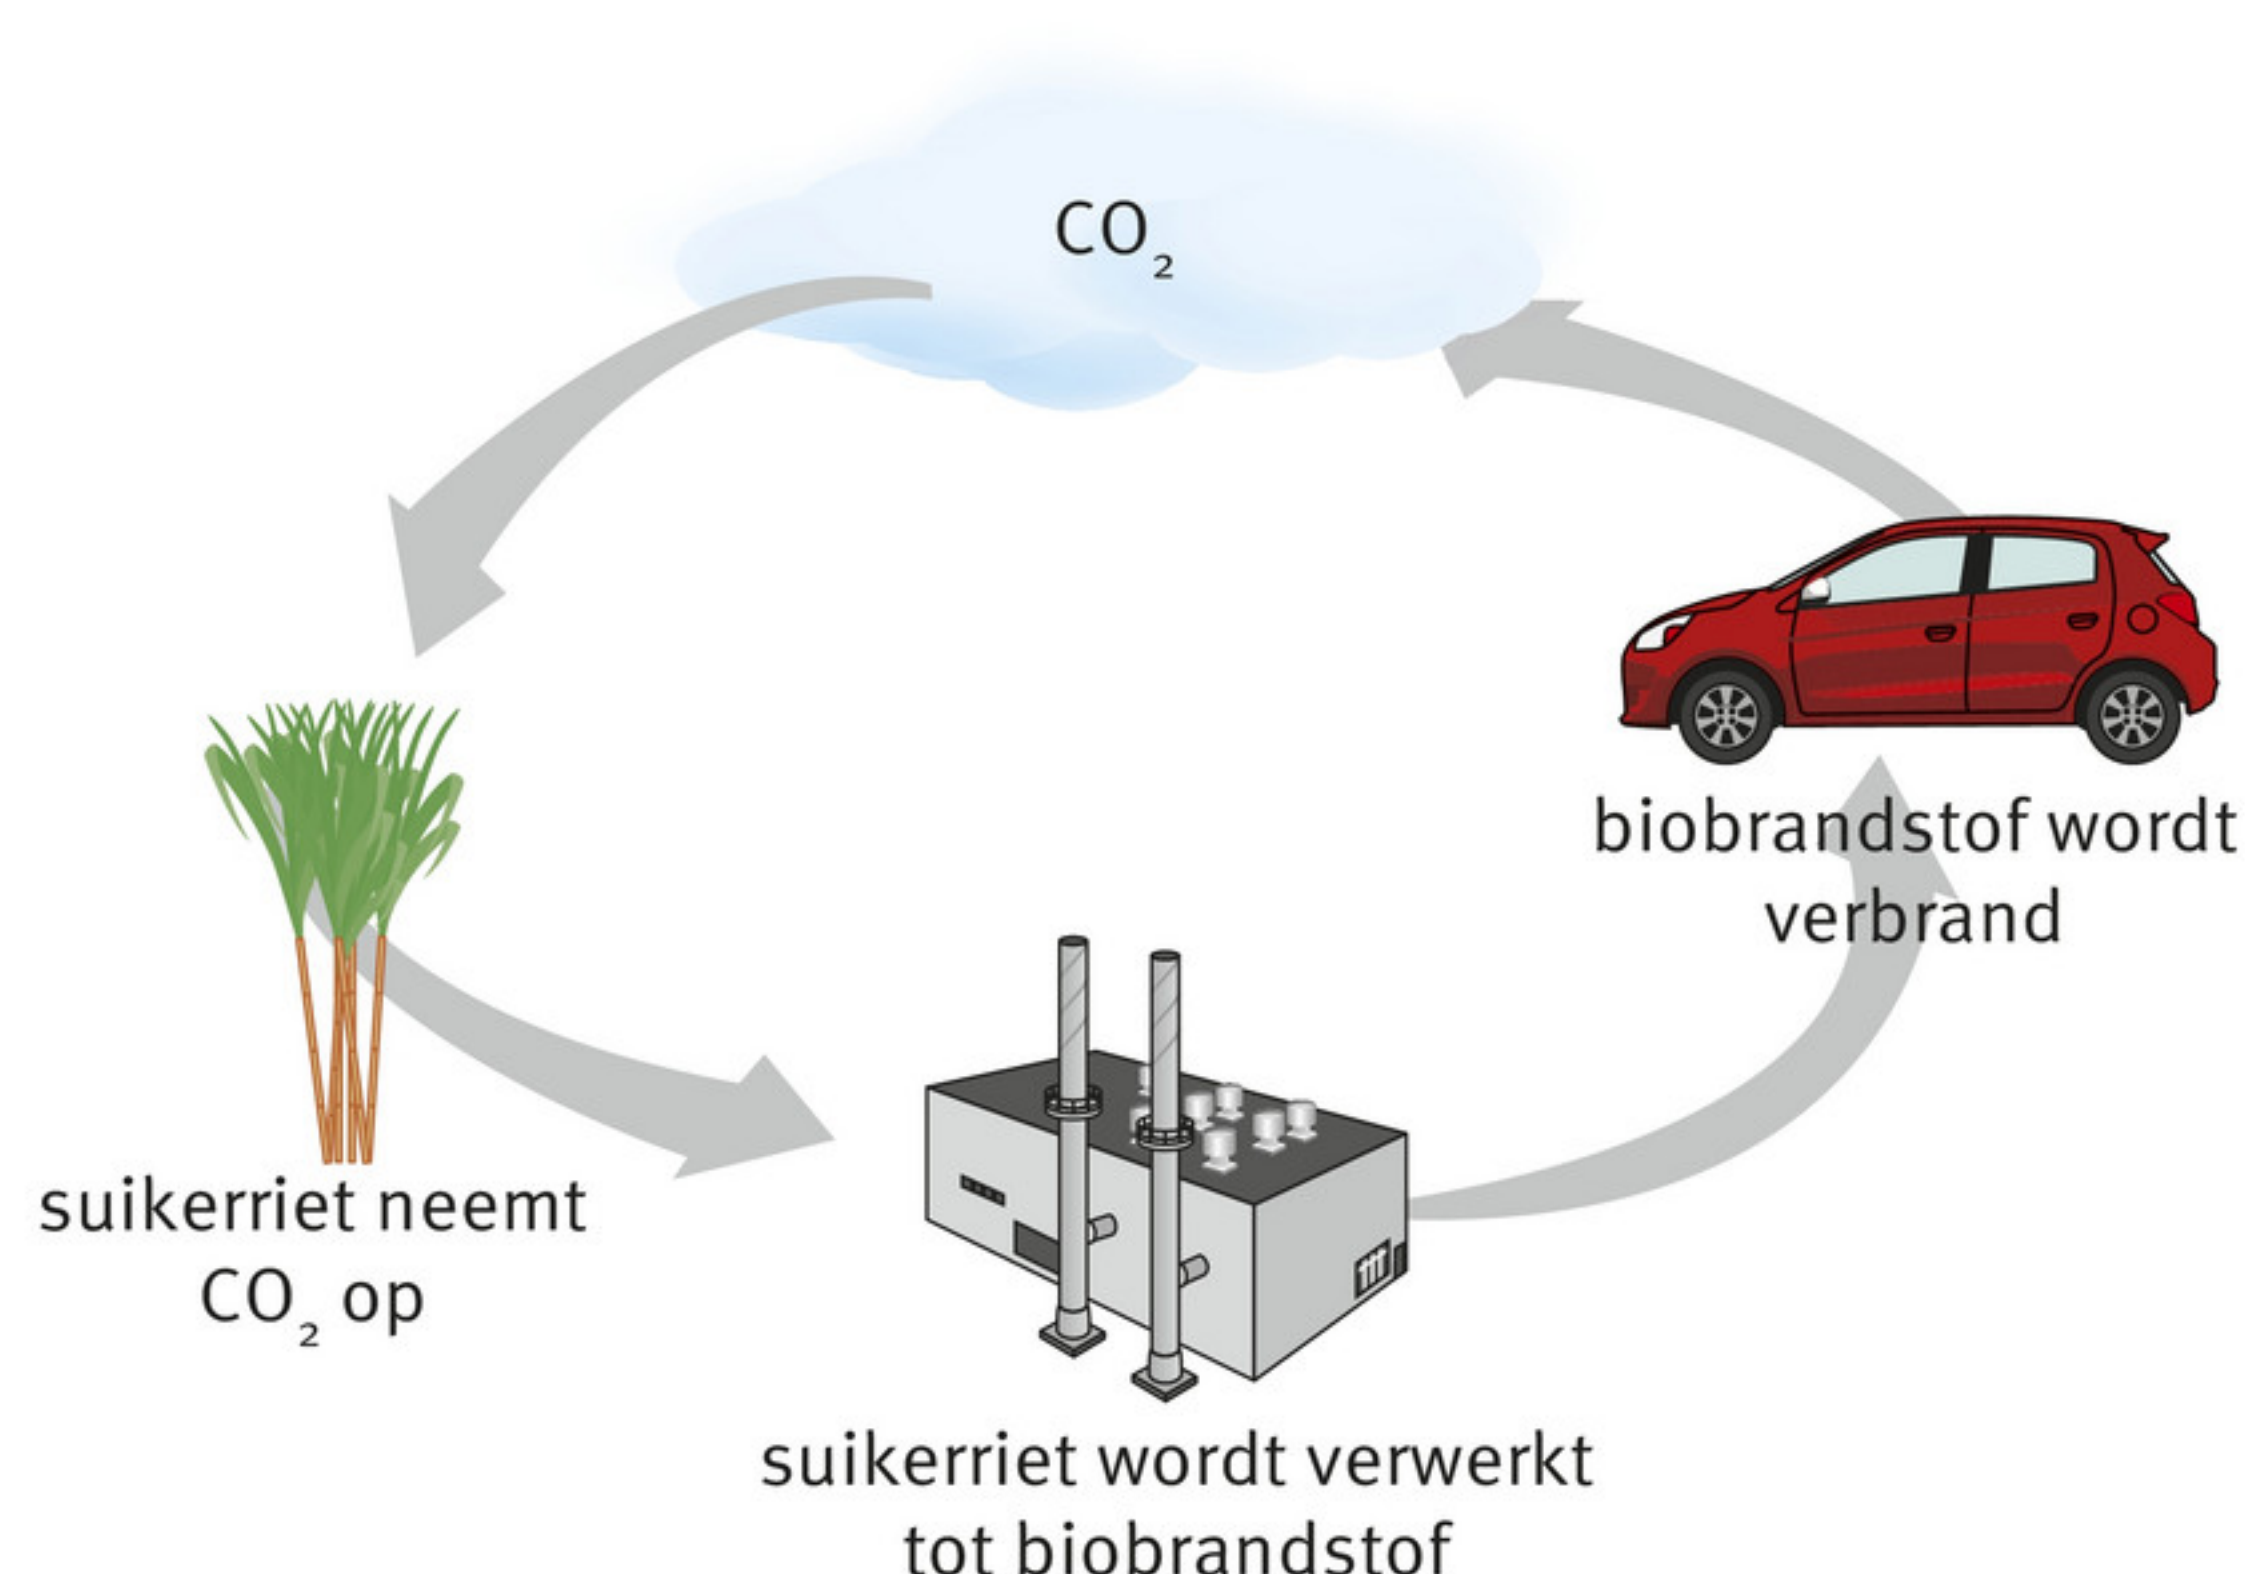 CO₂
biobrandstof wordt
verbrand
suikerriet neemt
CO₂ op
suikerriet wordt verwerkt
tot biobrandstof